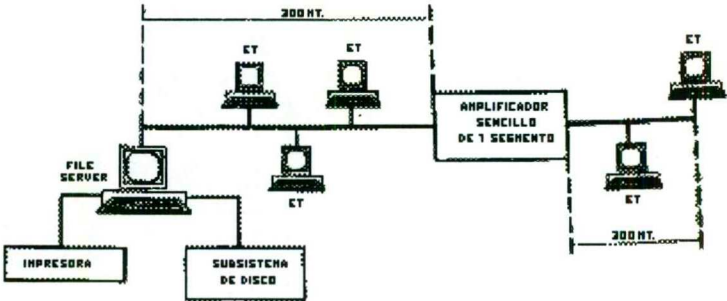 300 MT.
ET
ET
ET
AMPLIFICADOR
SENCILLO
DE 1 SEGMENTO
FILE
SERVER
ET
ET
300 MT.
IMPRESORA
SUBSISTEMA
DE DISCO